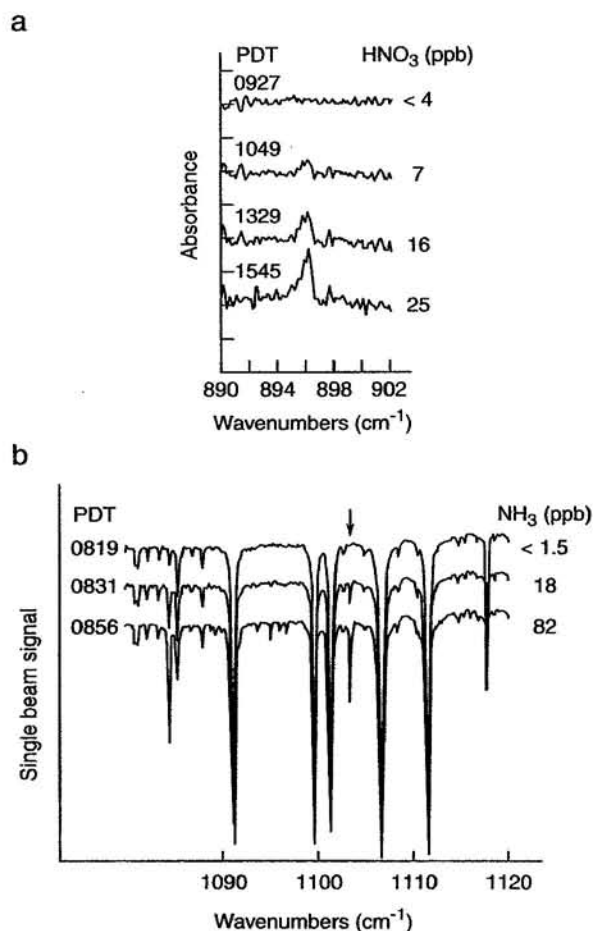 a
PDT HNO₃ (ppb)
0927 < 4
1049 7
1329 16
1545 25
Absorbance
890 894 898 902
Wavenumbers (cm⁻¹)
b
PDT NH₃ (ppb)
0819 < 1.5
0831 18
0856 82
Single beam signal
1090 1100 1110 1120
Wavenumbers (cm⁻¹)